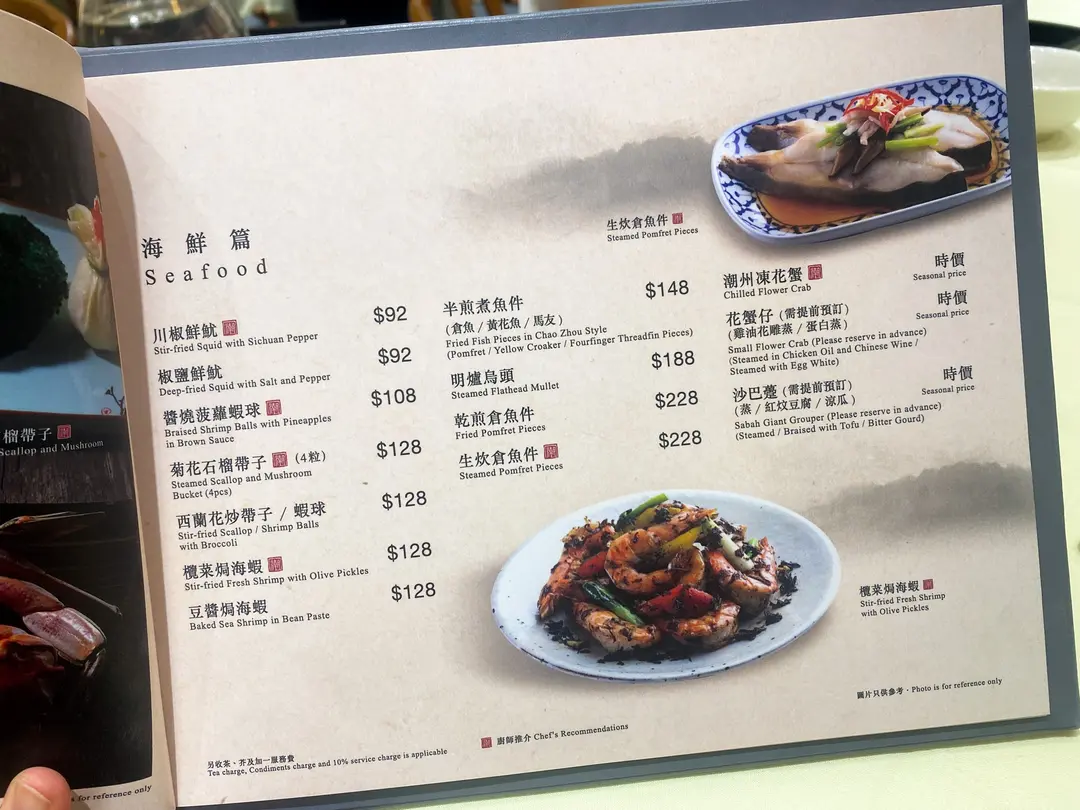 榴帶子
Scallop and Mushroom
for reference only
海鮮篇
Seafood
川椒鮮魷
$92
Stir-fried Squid with Sichuan Pepper
椒鹽鮮魷
$92
Deep-fried Squid with Salt and Pepper
醬燒菠蘿蝦球
$108
Braised Shrimp Balls with Pineapples
in Brown Sauce
菊花石榴帶子 (4粒)
$128
Steamed Scallop and Mushroom
Bucket (4pcs)
西蘭花炒帶子 / 蝦球
$128
Stir-fried Scallop / Shrimp Balls
with Broccoli
欖菜焗海蝦
$128
Stir-fried Fresh Shrimp with Olive Pickles
豆醬焗海蝦
$128
Baked Sea Shrimp in Bean Paste
半煎煮魚件
$148
(倉魚 / 黃花魚 / 馬友)
Fried Fish Pieces in Chao Zhou Style
(Pomfret / Yellow Croaker / Fourfinger Threadfin Pieces)
明爐烏頭
$188
Steamed Flathead Mullet
乾煎倉魚件
$228
Fried Pomfret Pieces
生炊倉魚件
$228
Steamed Pomfret Pieces
生炊倉魚件
Steamed Pomfret Pieces
潮州凍花蟹
時價
Chilled Flower Crab
Seasonal price
花蟹仔 (需提前預訂)
時價
(雞油花雕蒸 / 蛋白蒸)
Seasonal price
Small Flower Crab (Please reserve in advance)
(Steamed in Chicken Oil and Chinese Wine /
Steamed with Egg White)
沙巴躉 (需提前預訂)
時價
(蒸 / 紅炆豆腐 / 涼瓜)
Seasonal price
Sabah Giant Grouper (Please reserve in advance)
(Steamed / Braised with Tofu / Bitter Gourd)
欖菜焗海蝦
Stir-fried Fresh Shrimp
with Olive Pickles
圖片只供參考 · Photo is for reference only
廚師推介 Chef's Recommendations
另收茶、芥及加一服務費
Tea charge, Condiments charge and 10% service charge is applicable